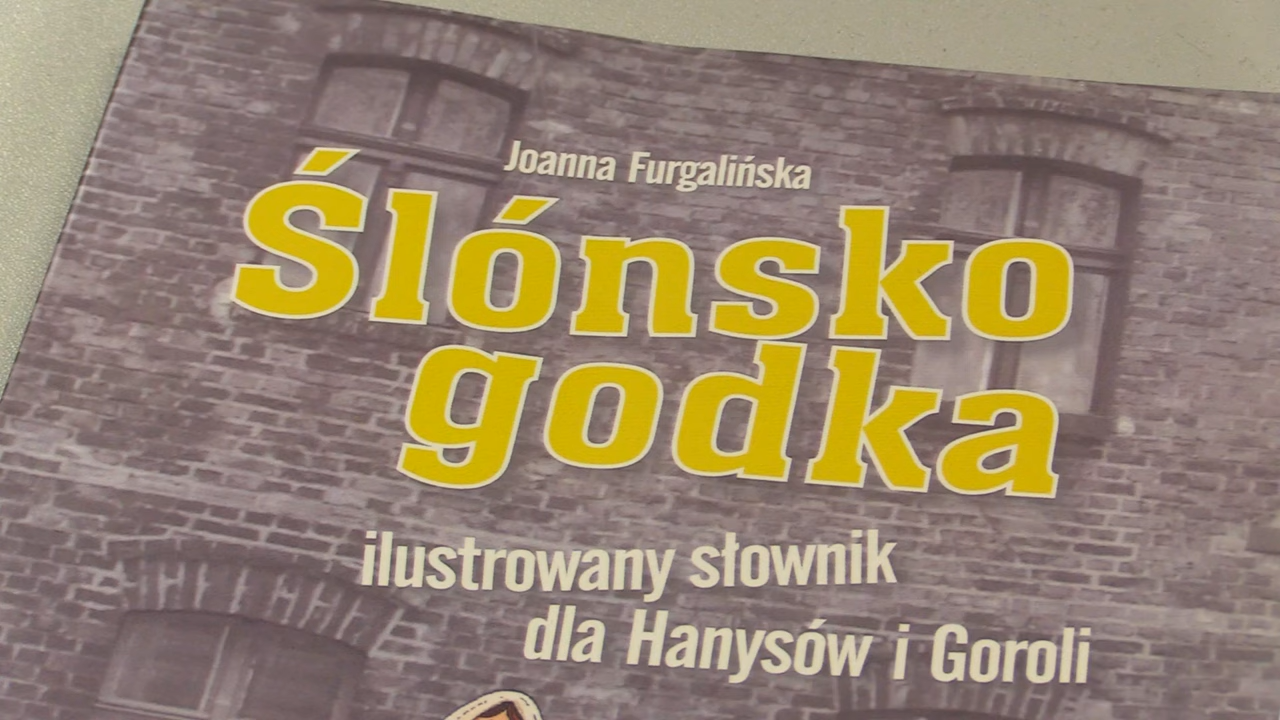 Joanna Furgalińska
Ślónsko
godka
ilustrowany słownik
dla Hanysów i Goroli